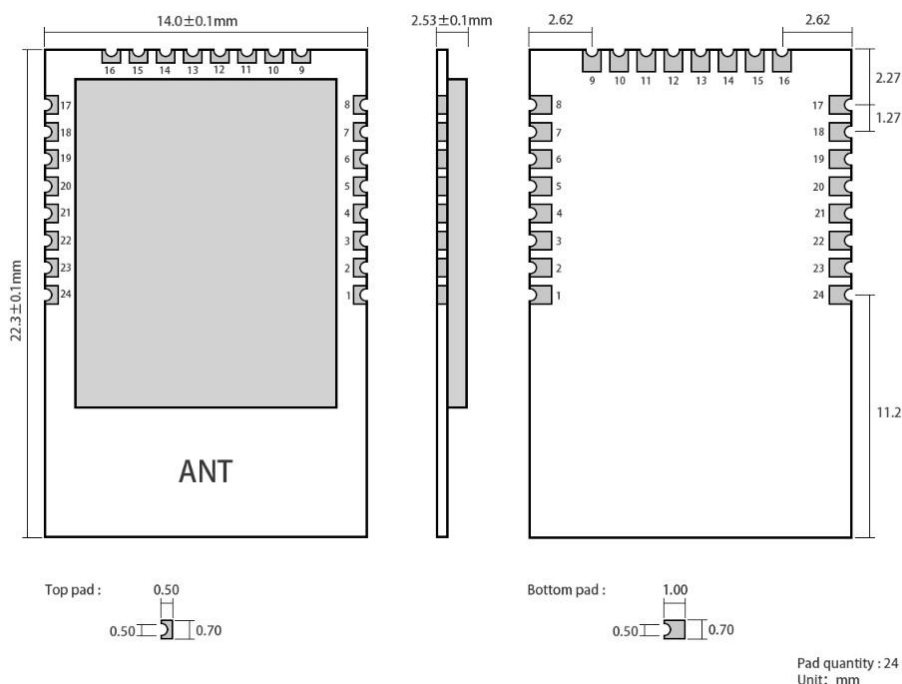 14.0±0.1mm
2.53±0.1mm
2.62
2.62
16 15 14 13 12 11 10 9
9 10 11 12 13 14 15 16
2.27
1.27
17 8
18 7
19 6
20 5
21 4
22 3
23 2
24 1
8 17
7 18
6 19
5 20
4 21
3 22
2 23
1 24
22.3±0.1mm
11.2
ANT
Top pad : 0.50
0.50 0.70
Bottom pad : 1.00
0.50 0.70
Pad quantity : 24
Unit: mm